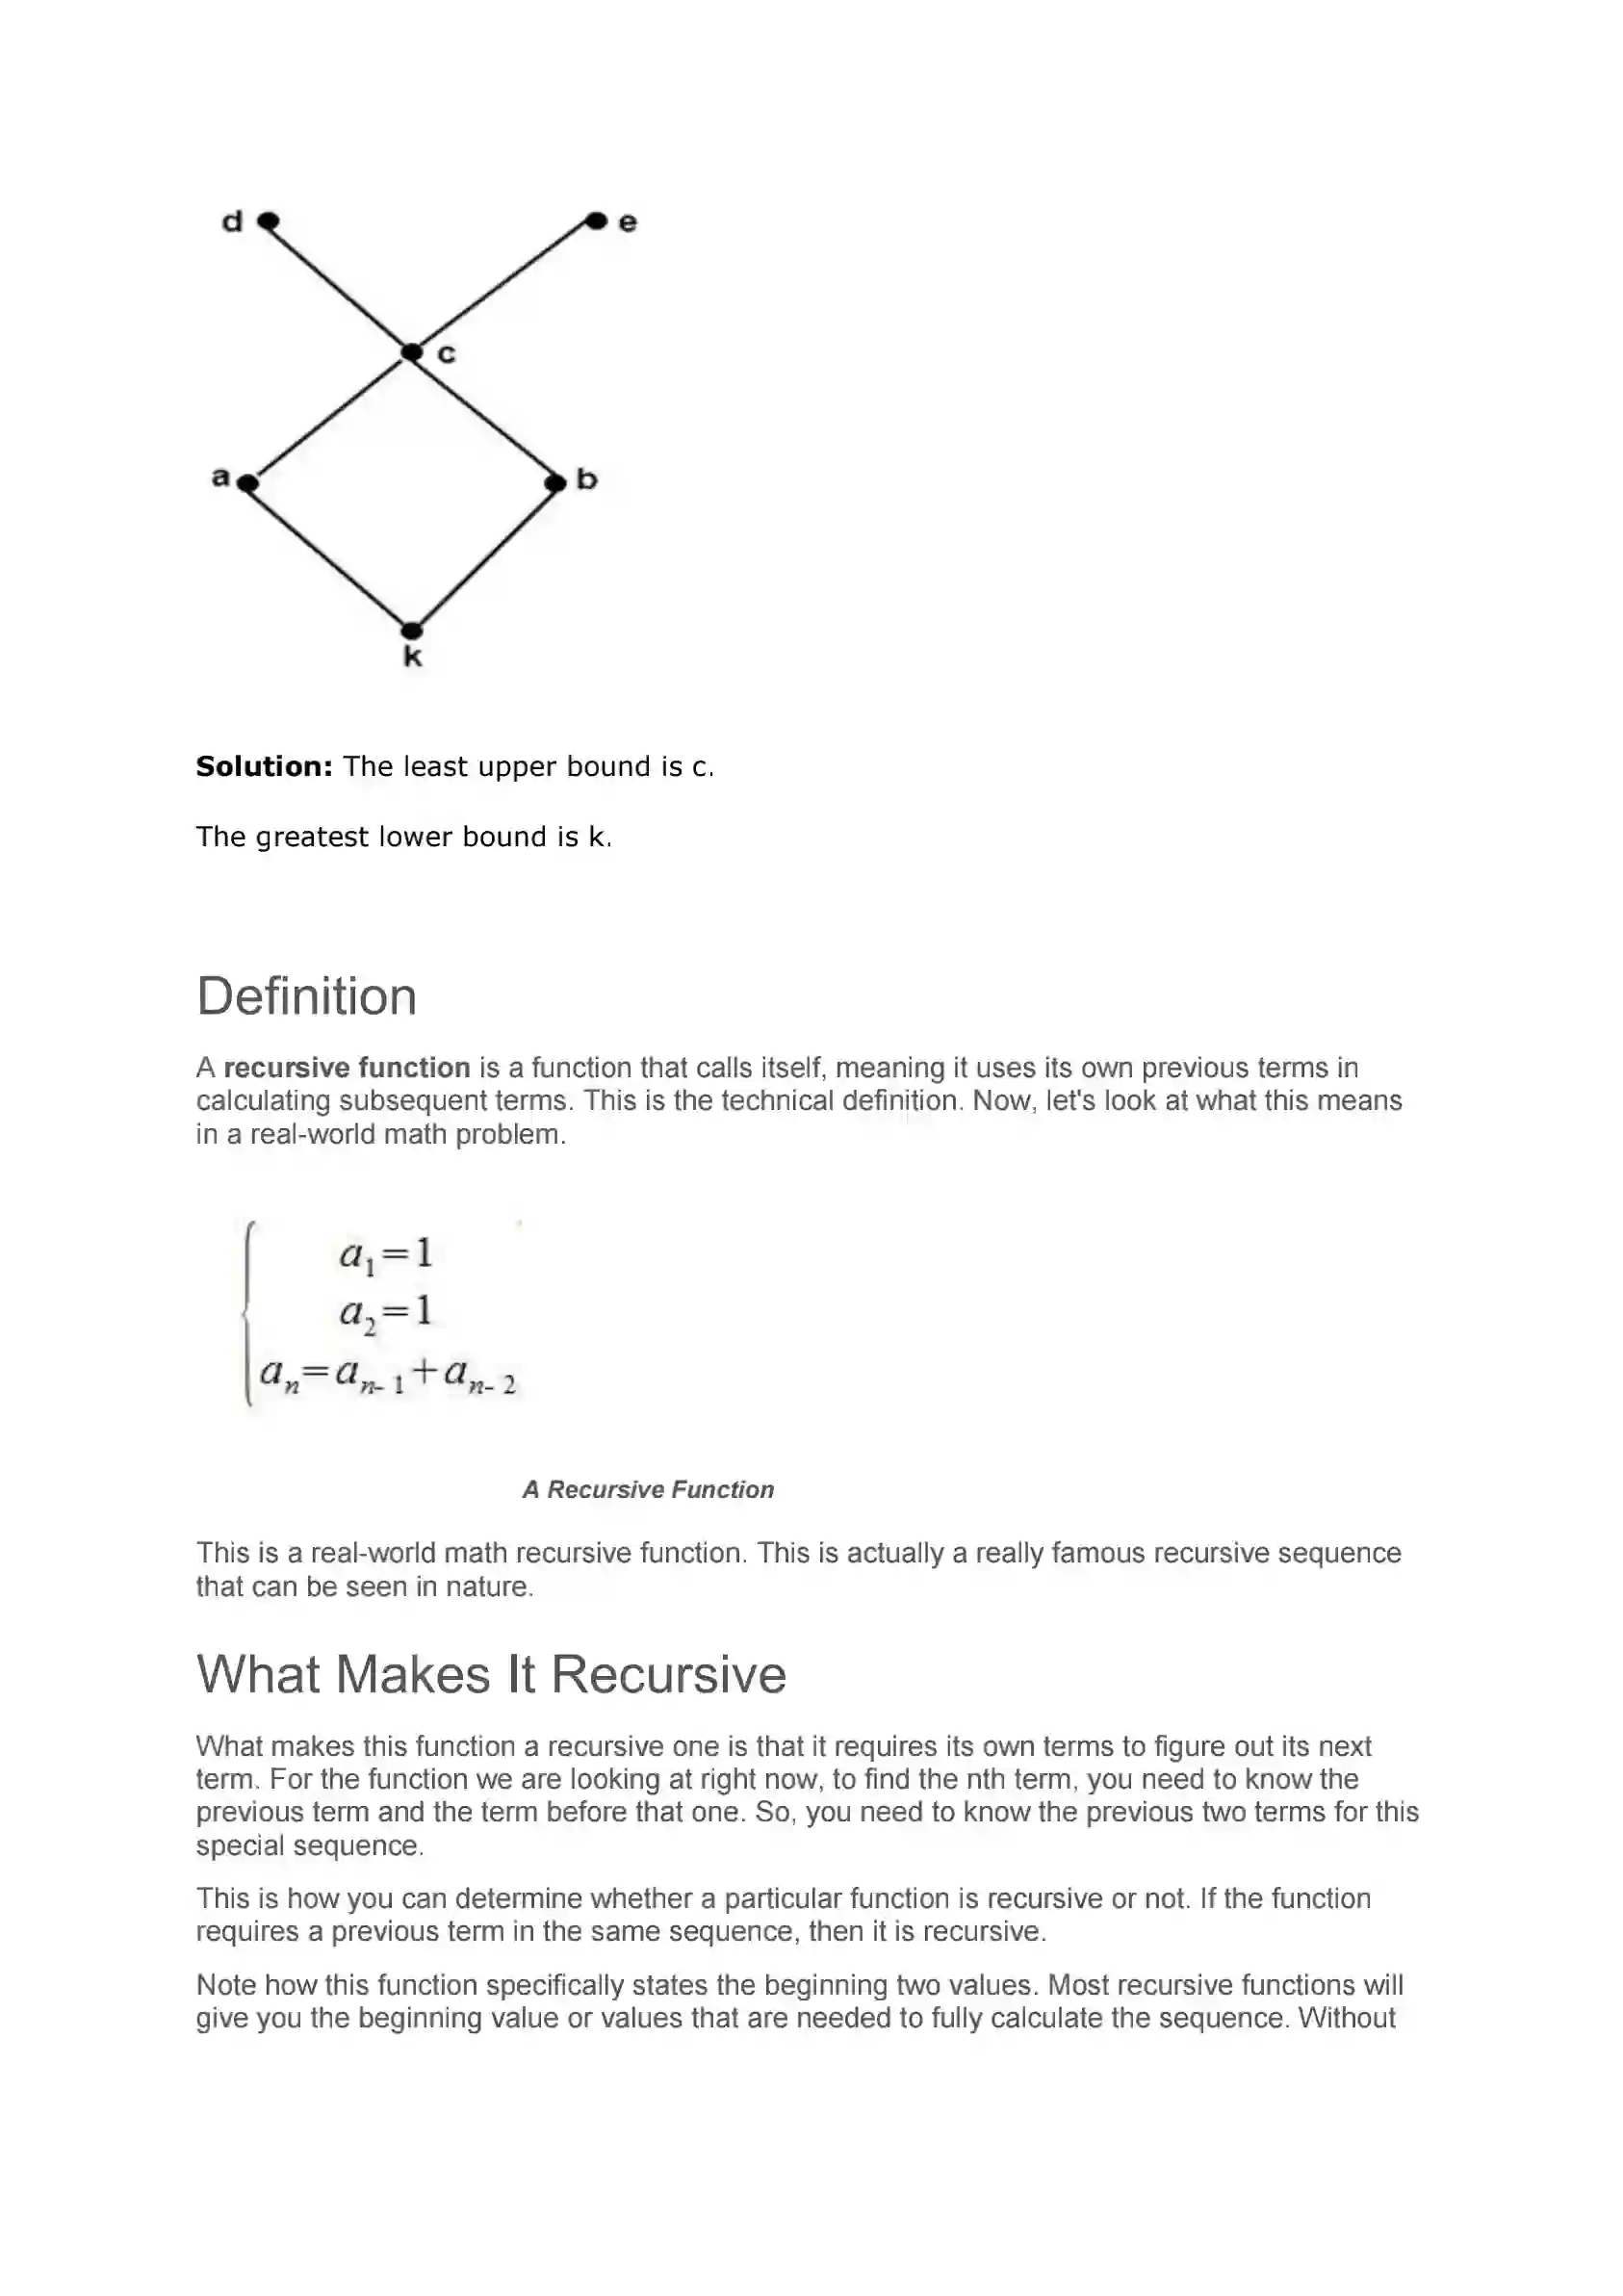 d e
c
a b
k
Solution: The least upper bound is c.
The greatest lower bound is k.
Definition
A recursive function is a function that calls itself, meaning it uses its own previous terms in
calculating subsequent terms. This is the technical definition. Now, let's look at what this means
in a real-world math problem.
a₁=1
a₂=1
aₙ=aₙ₋₁+aₙ₋₂
A Recursive Function
This is a real-world math recursive function. This is actually a really famous recursive sequence
that can be seen in nature.
What Makes It Recursive
What makes this function a recursive one is that it requires its own terms to figure out its next
term. For the function we are looking at right now, to find the nth term, you need to know the
previous term and the term before that one. So, you need to know the previous two terms for this
special sequence.
This is how you can determine whether a particular function is recursive or not. If the function
requires a previous term in the same sequence, then it is recursive.
Note how this function specifically states the beginning two values. Most recursive functions will
give you the beginning value or values that are needed to fully calculate the sequence. Without